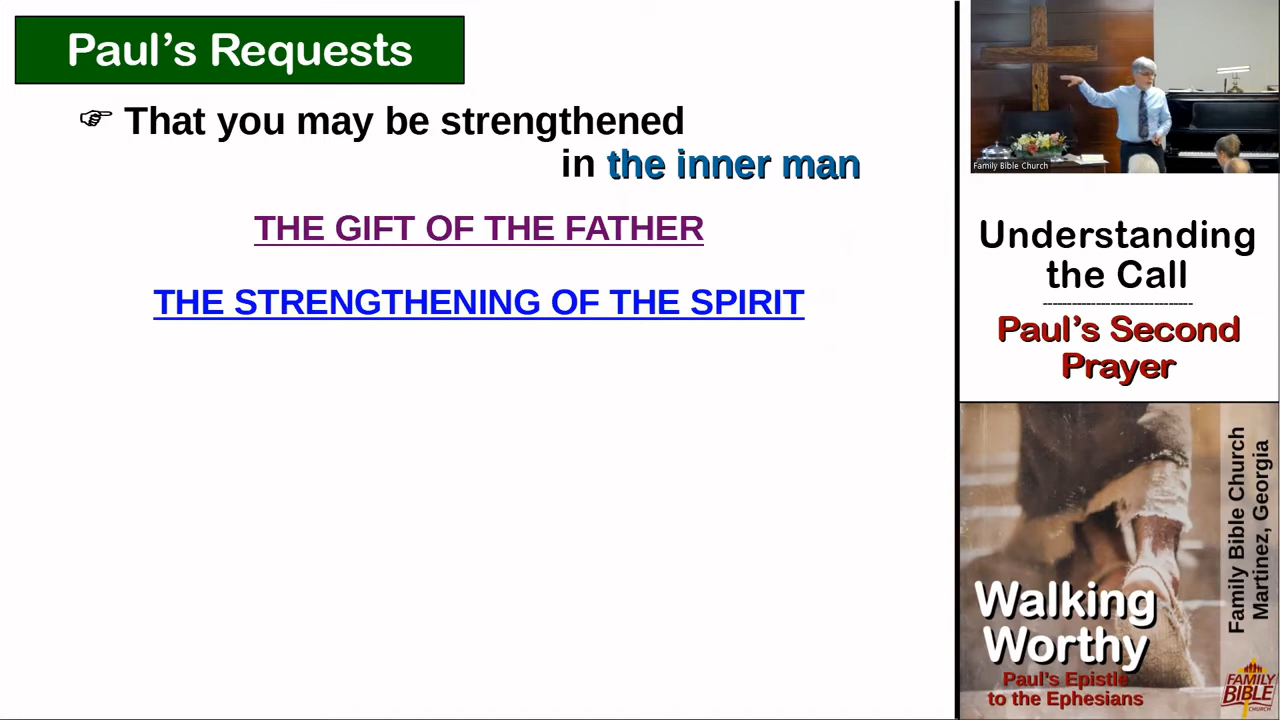 Paul’s Requests
☞ That you may be strengthened
in the inner man
THE GIFT OF THE FATHER
THE STRENGTHENING OF THE SPIRIT
Family Bible Church
Understanding
the Call
------------------------------
Paul’s Second
Prayer
Family Bible Church
Martinez, Georgia
Walking
Worthy
Paul’s Epistle
to the Ephesians
FAMILY
BIBLE
CHURCH